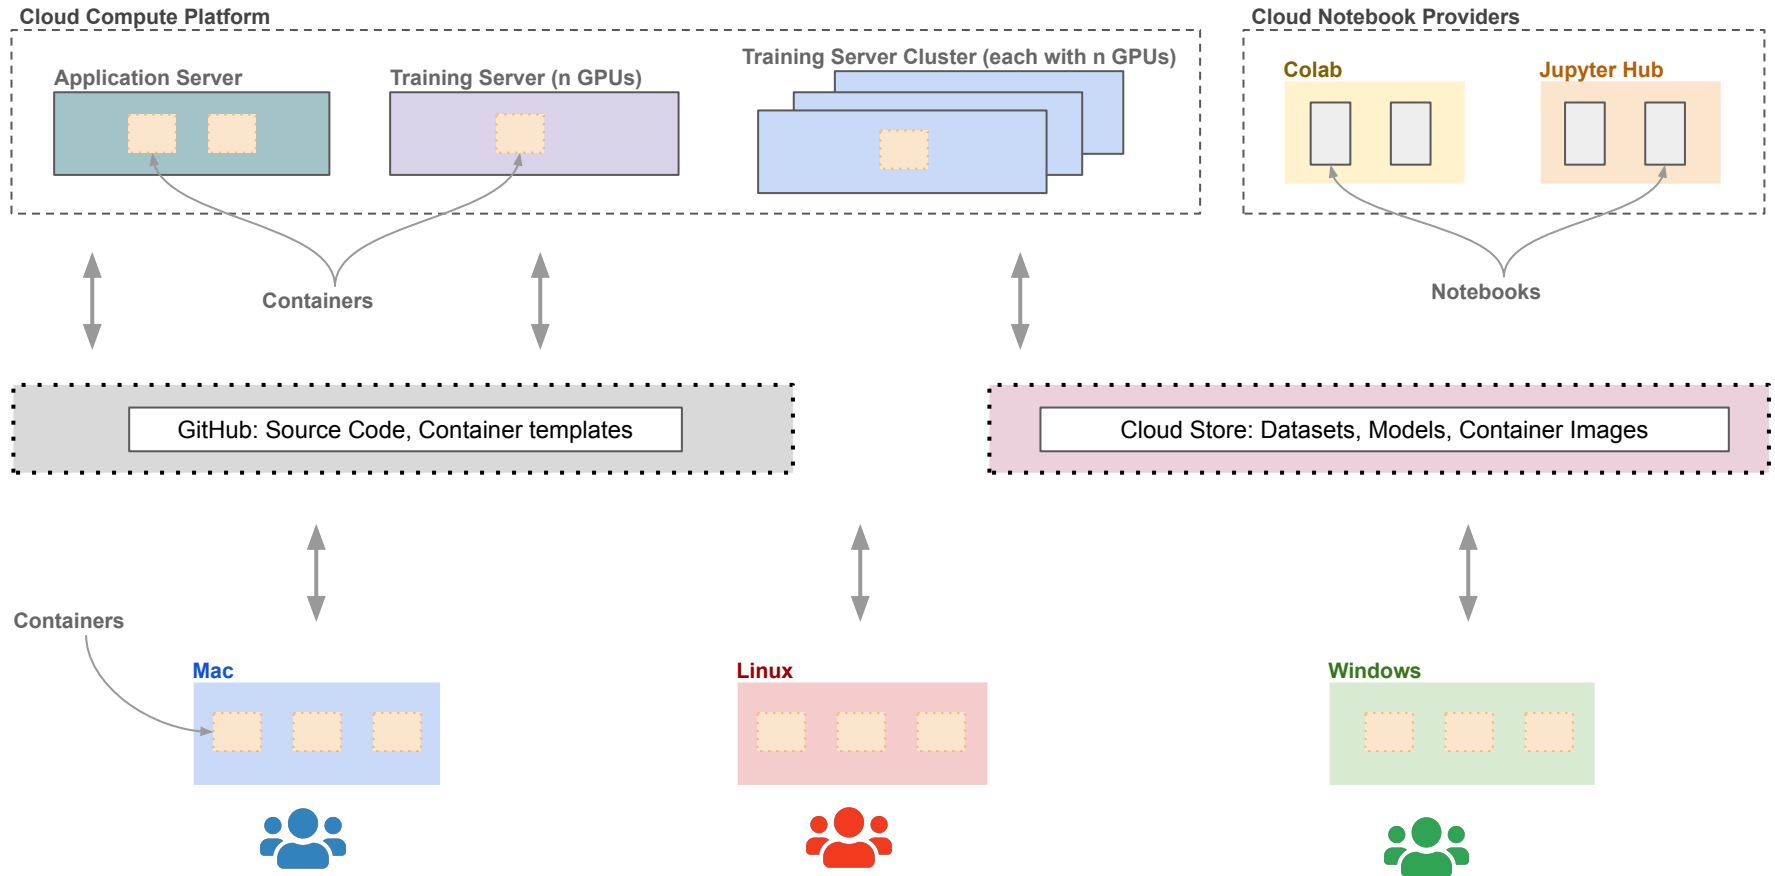 Cloud Compute Platform
Cloud Notebook Providers
Application Server
Training Server (n GPUs)
Training Server Cluster (each with n GPUs)
Colab
Jupyter Hub
Containers
Notebooks
GitHub: Source Code, Container templates
Cloud Store: Datasets, Models, Container Images
Containers
Mac
Linux
Windows